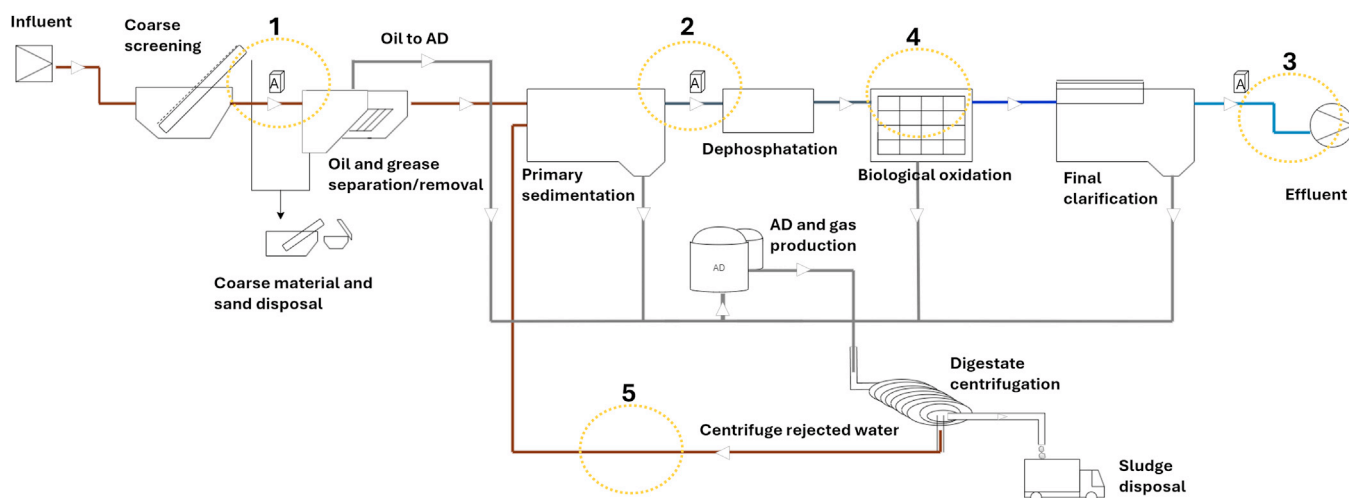 Influent
Coarse
screening
1
A
Oil to AD
2
A
4
3
A
Oil and grease
separation/removal
Primary
sedimentation
Dephosphatation
Biological oxidation
Final
clarification
Effluent
Coarse material and
sand disposal
AD and gas
production
AD
Digestate
centrifugation
5
Centrifuge rejected water
Sludge
disposal